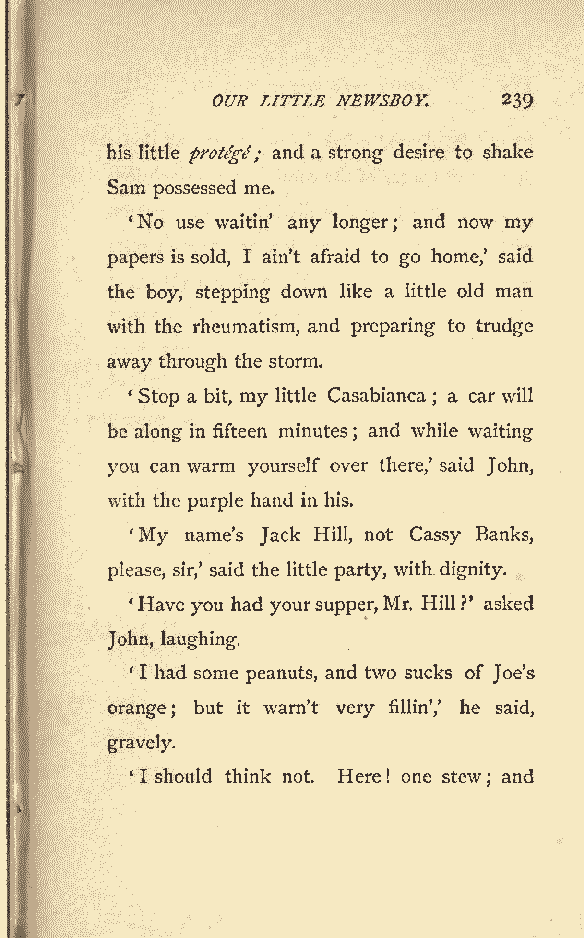 OUR LITTLE NEWSBOY. 239
his little protégé; and a strong desire to shake
Sam possessed me.
‘No use waitin’ any longer; and now my
papers is sold, I ain’t afraid to go home,’ said
the boy, stepping down like a little old man
with the rheumatism, and preparing to trudge
away through the storm.
‘Stop a bit, my little Casabianca; a car will
be along in fifteen minutes; and while waiting
you can warm yourself over there,’ said John,
with the purple hand in his.
‘My name’s Jack Hill, not Cassy Banks,
please, sir,’ said the little party, with dignity.
‘Have you had your supper, Mr. Hill?’ asked
John, laughing.
‘I had some peanuts, and two sucks of Joe’s
orange; but it warn’t very fillin’,’ he said,
gravely.
‘I should think not. Here! one stew; and